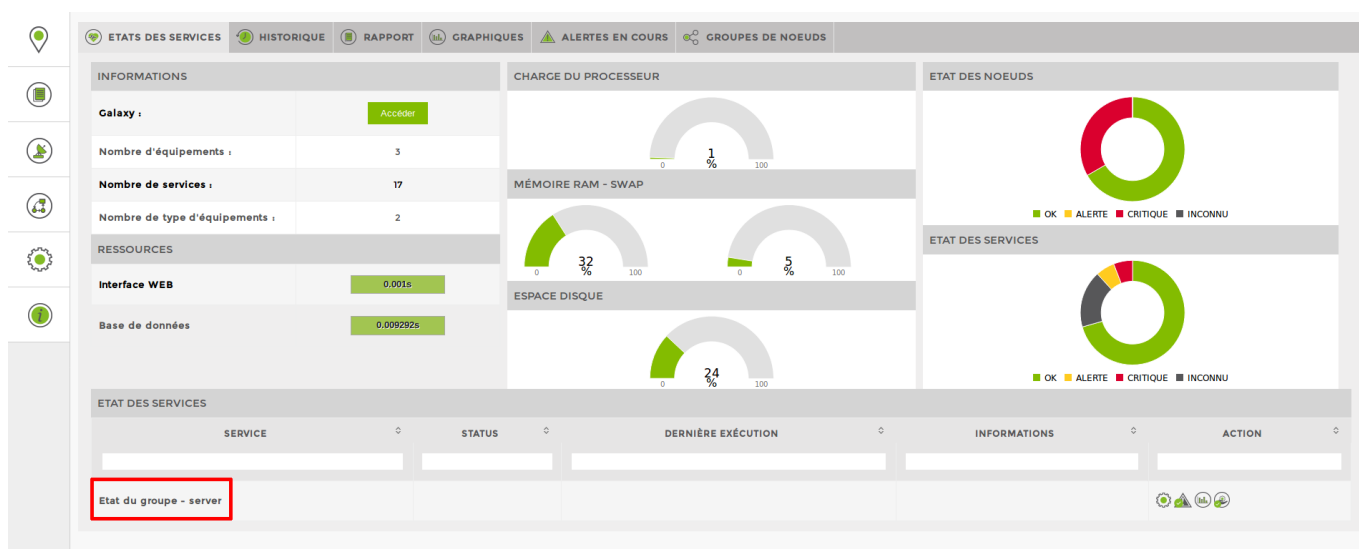 ETATS DES SERVICES HISTORIQUE RAPPORT GRAPHIQUES ALERTES EN COURS GROUPES DE NOEUDS
INFORMATIONS
Galaxy : Accéder
Nombre d'équipements : 3
Nombre de services : 17
Nombre de type d'équipements : 2
RESSOURCES
Interface WEB 0.001s
Base de données 0.009292s
CHARGE DU PROCESSEUR
1
%
0 100
MÉMOIRE RAM - SWAP
32
%
0 100
5
%
0 100
ESPACE DISQUE
24
%
0 100
ETAT DES NOEUDS
OK ALERTE CRITIQUE INCONNU
ETAT DES SERVICES
OK ALERTE CRITIQUE INCONNU
ETAT DES SERVICES
SERVICE STATUS DERNIÈRE EXÉCUTION INFORMATIONS ACTION
Etat du groupe - server